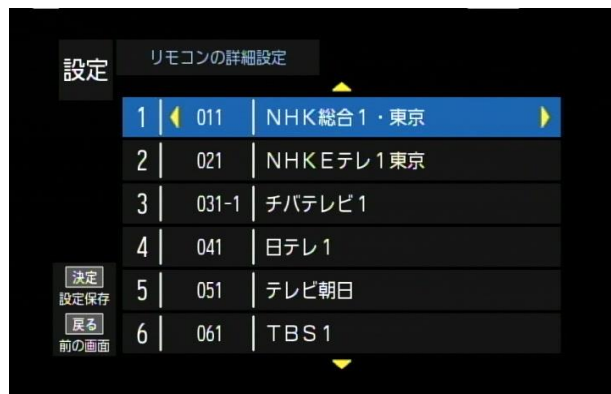 設定
リモコンの詳細設定
1 011 NHK総合1・東京
2 021 NHKEテレ1東京
3 031-1 チバテレビ1
4 041 日テレ1
5 051 テレビ朝日
6 061 TBS1
決定
設定保存
戻る
前の画面